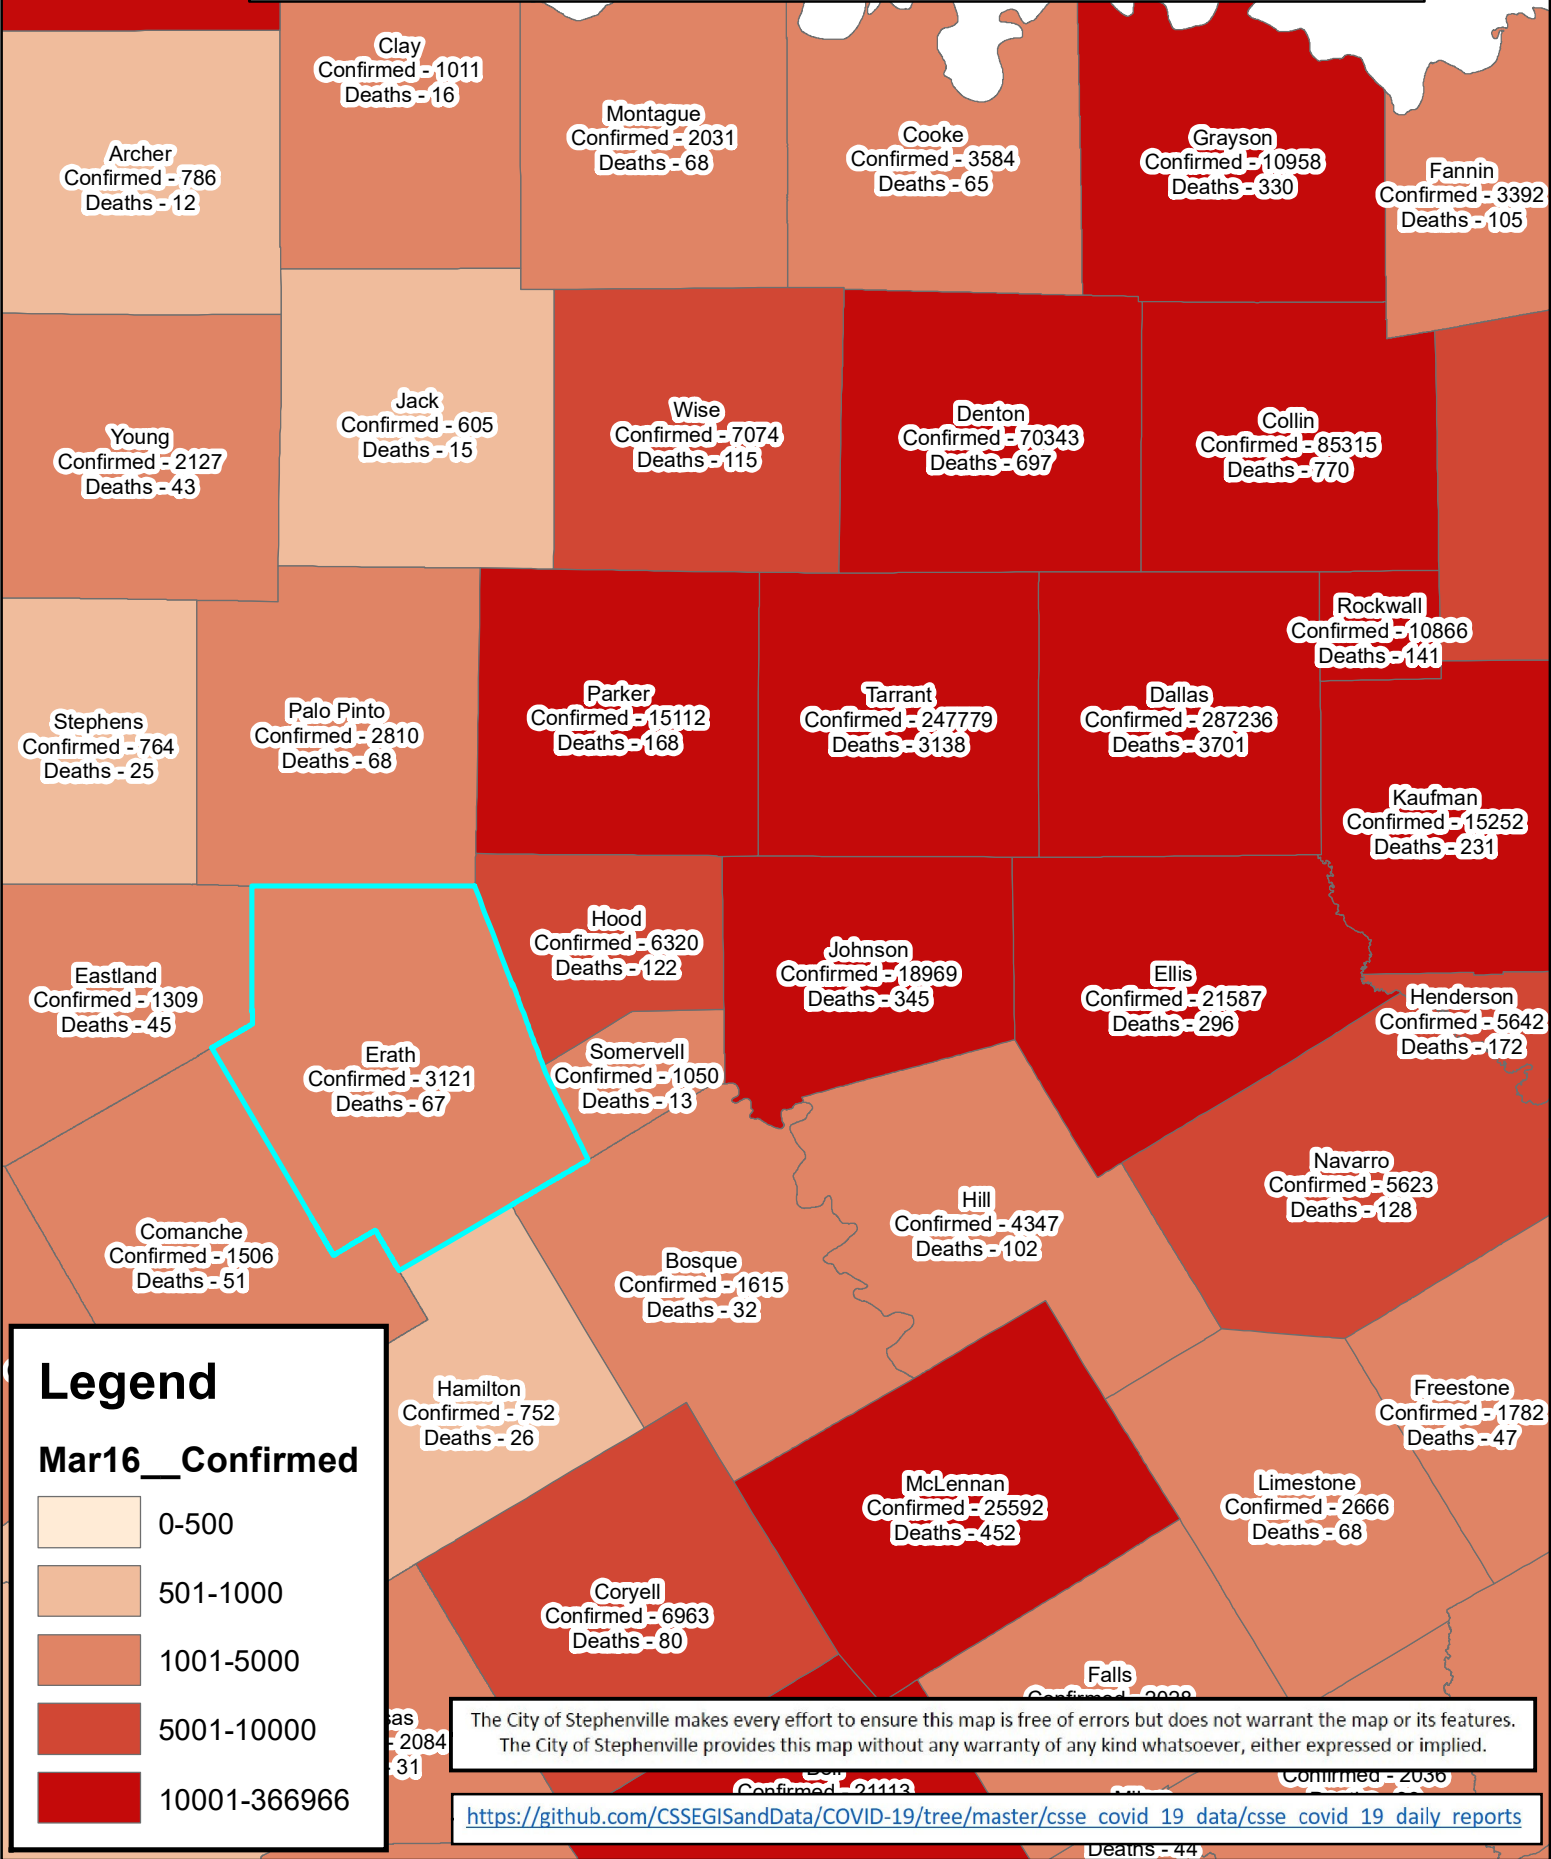 Clay
Confirmed - 1011
Deaths - 16
Montague
Confirmed - 2031
Deaths - 68
Cooke
Confirmed - 3584
Deaths - 65
Grayson
Confirmed - 10958
Deaths - 330
Archer
Confirmed - 786
Deaths - 12
Fannin
Confirmed - 3392
Deaths - 105
Jack
Confirmed - 605
Deaths - 15
Wise
Confirmed - 7074
Deaths - 115
Denton
Confirmed - 70343
Deaths - 697
Collin
Confirmed - 85315
Deaths - 770
Young
Confirmed - 2127
Deaths - 43
Rockwall
Confirmed - 10866
Deaths - 141
Stephens
Confirmed - 764
Deaths - 25
Palo Pinto
Confirmed - 2810
Deaths - 68
Parker
Confirmed - 15112
Deaths - 168
Tarrant
Confirmed - 247779
Deaths - 3138
Dallas
Confirmed - 287236
Deaths - 3701
Kaufman
Confirmed - 15252
Deaths - 231
Hood
Confirmed - 6320
Deaths - 122
Johnson
Confirmed - 18969
Deaths - 345
Ellis
Confirmed - 21587
Deaths - 296
Eastland
Confirmed - 1309
Deaths - 45
Henderson
Confirmed - 5642
Deaths - 172
Erath
Confirmed - 3121
Deaths - 67
Somervell
Confirmed - 1050
Deaths - 13
Navarro
Confirmed - 5623
Deaths - 128
Hill
Confirmed - 4347
Deaths - 102
Comanche
Confirmed - 1506
Deaths - 51
Bosque
Confirmed - 1615
Deaths - 32
Hamilton
Confirmed - 752
Deaths - 26
Freestone
Confirmed - 1782
Deaths - 47
McLennan
Confirmed - 25592
Deaths - 452
Limestone
Confirmed - 2666
Deaths - 68
Coryell
Confirmed - 6963
Deaths - 80
Falls
sas
- 2084
- 31
Confirmed - 21113
Confirmed - 2036
Deaths - 44
Legend
Mar16__Confirmed
0-500
501-1000
1001-5000
5001-10000
10001-366966
The City of Stephenville makes every effort to ensure this map is free of errors but does not warrant the map or its features.
The City of Stephenville provides this map without any warranty of any kind whatsoever, either expressed or implied.
https://github.com/CSSEGISandData/COVID-19/tree/master/csse_covid_19_data/csse_covid_19_daily_reports